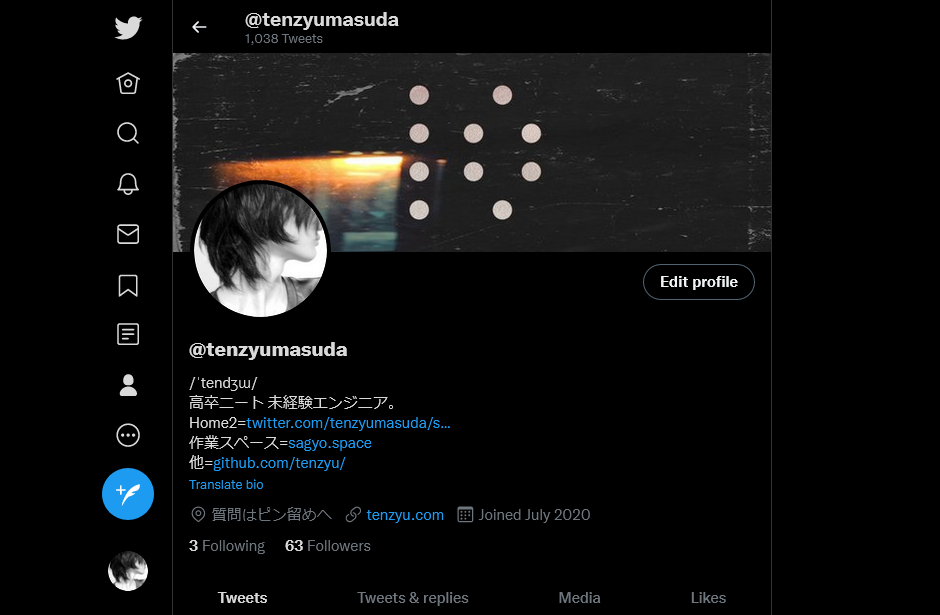 @tenzyumasuda
1,038 Tweets
Edit profile
@tenzyumasuda
/ˈtendʒɯ/
高卒ニート 未経験エンジニア。
Home2=twitter.com/tenzyumasuda/s...
作業スペース=sagyo.space
他=github.com/tenzyu/
Translate bio
質問はピン留めへ tenzyu.com Joined July 2020
3 Following 63 Followers
Tweets Tweets & replies Media Likes